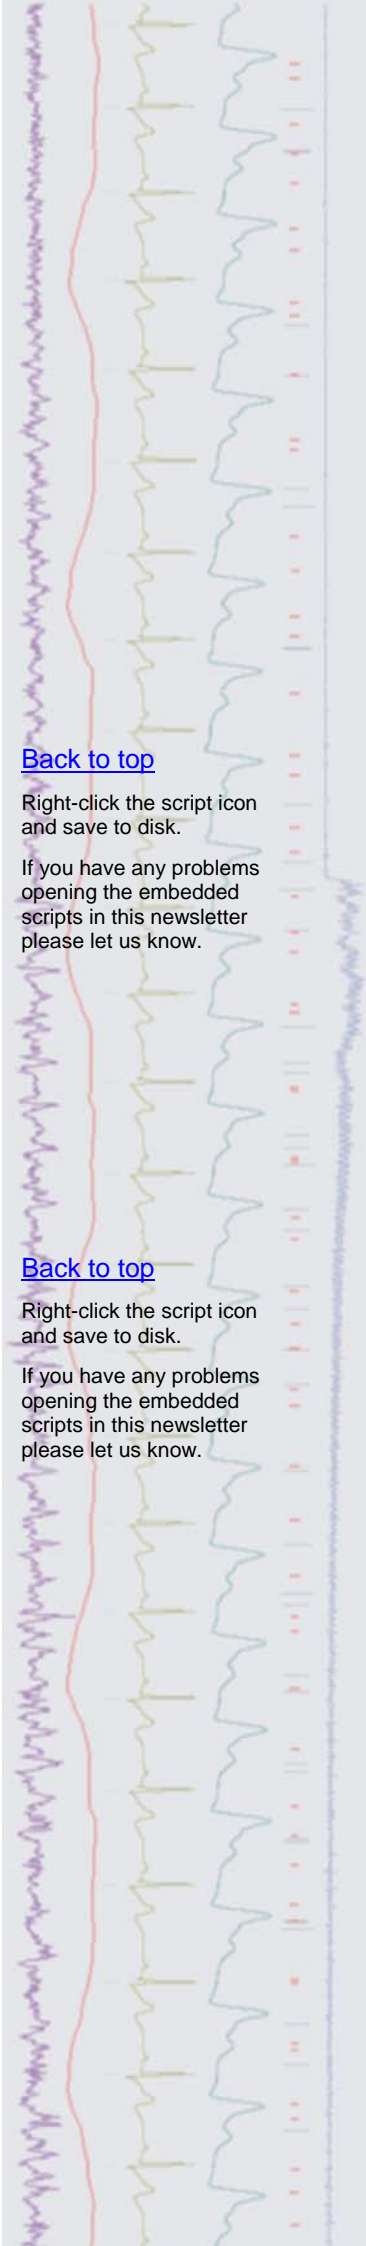 Back to top
Right-click the script icon
and save to disk.
If you have any problems
opening the embedded
scripts in this newsletter
please let us know.
Back to top
Right-click the script icon
and save to disk.
If you have any problems
opening the embedded
scripts in this newsletter
please let us know.